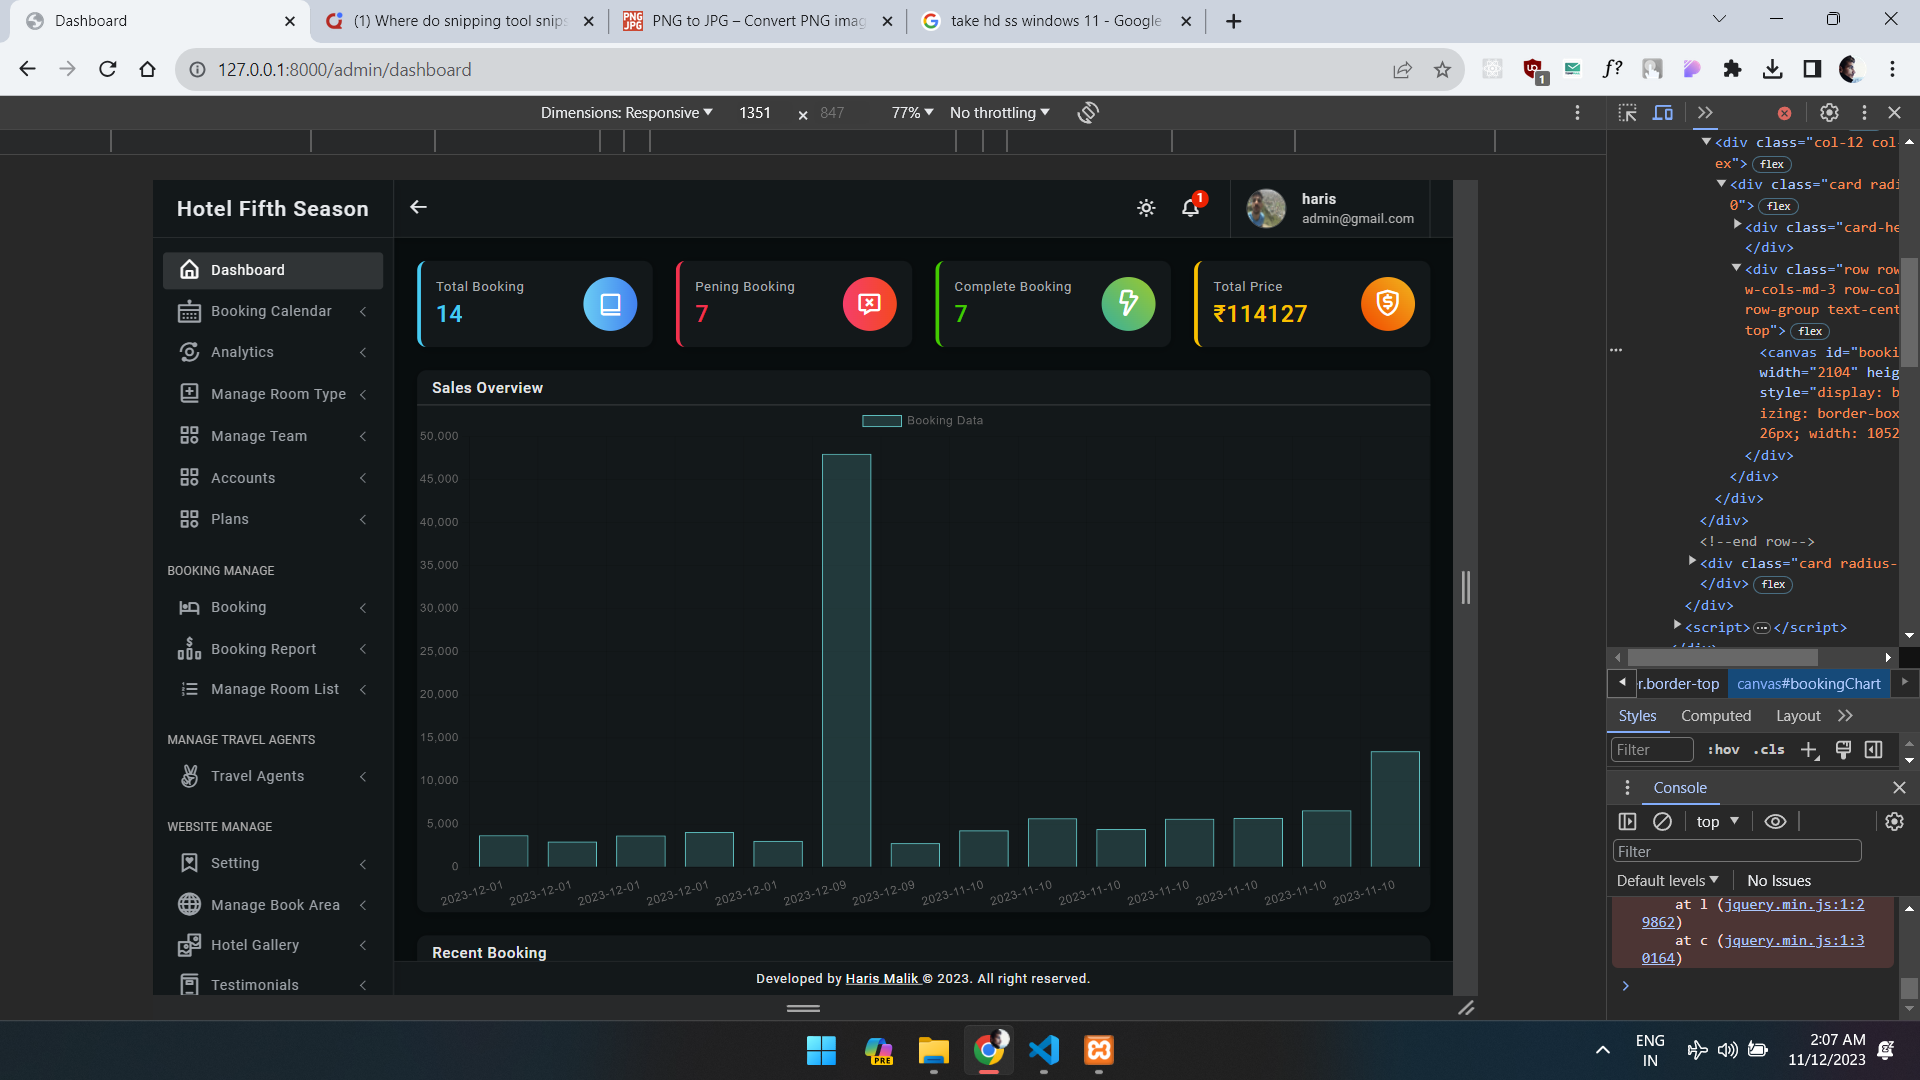 Dashboard
(1) Where do snipping tool snips
PNG to JPG – Convert PNG imag
take hd ss windows 11 - Google
127.0.0.1:8000/admin/dashboard
f?
1
Dimensions: Responsive
1351
×
847
77%
No throttling
Hotel Fifth Season
1
haris
admin@gmail.com
Dashboard
Booking Calendar
Analytics
Manage Room Type
Manage Team
Accounts
Plans
BOOKING MANAGE
Booking
Booking Report
Manage Room List
MANAGE TRAVEL AGENTS
Travel Agents
WEBSITE MANAGE
Setting
Manage Book Area
Hotel Gallery
Testimonials
Total Booking
14
Pening Booking
7
Complete Booking
7
Total Price
₹114127
Sales Overview
Booking Data
50,000
45,000
40,000
35,000
30,000
25,000
20,000
15,000
10,000
5,000
0
2023-12-01
2023-12-01
2023-12-01
2023-12-01
2023-12-01
2023-12-09
2023-12-09
2023-11-10
2023-11-10
2023-11-10
2023-11-10
2023-11-10
2023-11-10
2023-11-10
Recent Booking
Developed by Haris Malik © 2023. All right reserved.
<div class="col-12 col-
ex"> flex
<div class="card radi
0"> flex
<div class="card-he
</div>
<div class="row row
w-cols-md-3 row-col
row-group text-cent
top"> flex
<canvas id="booki
width="2104" heig
style="display: b
izing: border-box
26px; width: 1052
</div>
</div>
</div>
</div>
<!--end row-->
<div class="card radius-
</div> flex
</div>
<script> … </script>
r.border-top
canvas#bookingChart
Styles
Computed
Layout
Filter
:hov
.cls
Console
top
Filter
Default levels
No Issues
at l (jquery.min.js:1:2
9862)
at c (jquery.min.js:1:3
0164)
PRE
ENG
IN
2:07 AM
11/12/2023